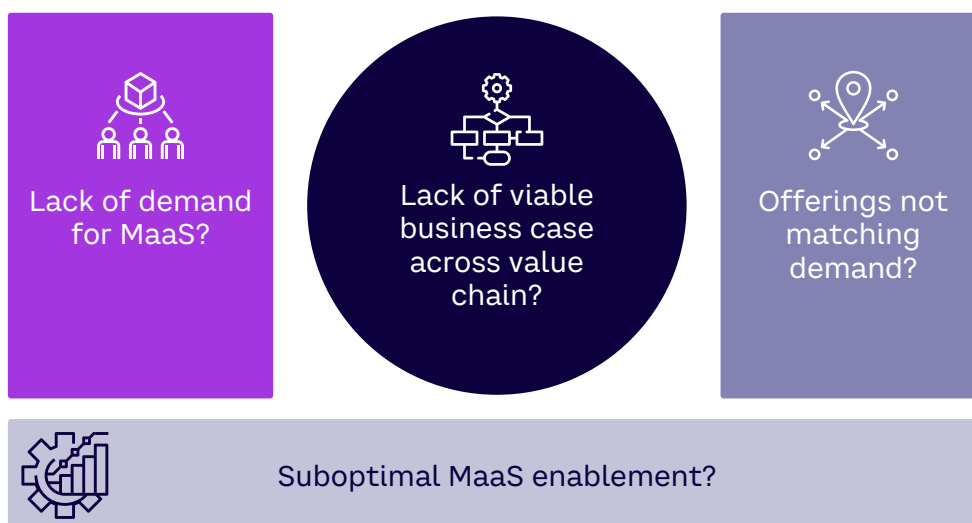 Lack of demand
for MaaS?
Lack of viable
business case
across value
chain?
Offerings not
matching
demand?
Suboptimal MaaS enablement?